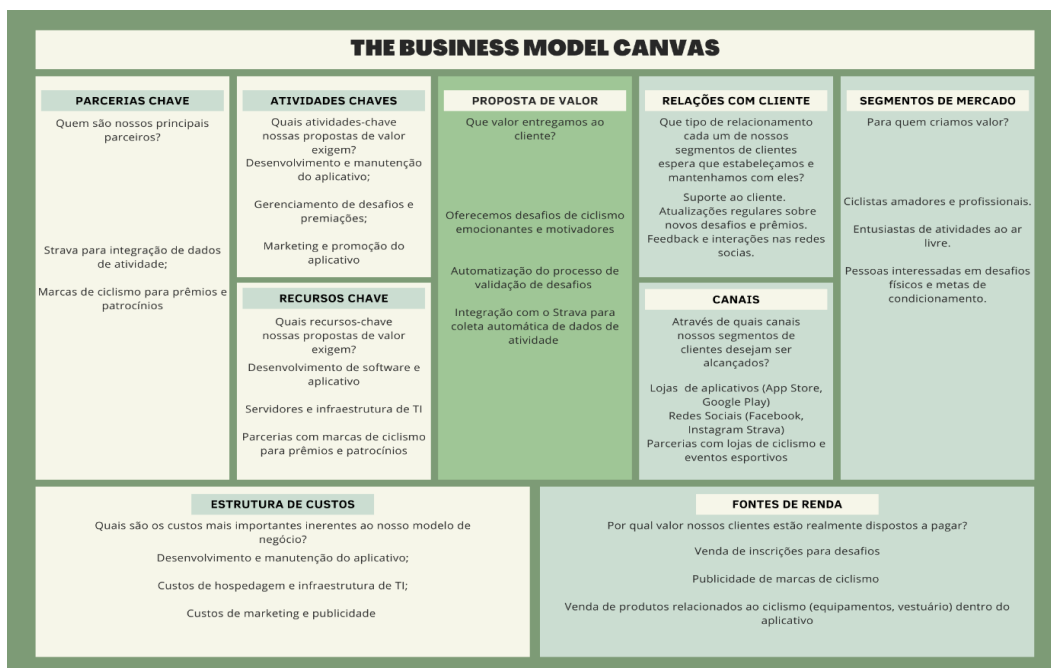 THE BUSINESS MODEL CANVAS
PARCERIAS CHAVE
Quem são nossos principais
parceiros?
Strava para integração de dados
de atividade;
Marcas de ciclismo para prêmios e
patrocínios
ATIVIDADES CHAVES
Quais atividades-chave
nossas propostas de valor
exigem?
Desenvolvimento e manutenção
do aplicativo;
Gerenciamento de desafios e
premiações;
Marketing e promoção do
aplicativo
RECURSOS CHAVE
Quais recursos-chave
nossas propostas de valor
exigem?
Desenvolvimento de software e
aplicativo
Servidores e infraestrutura de TI
Parcerias com marcas de ciclismo
para prêmios e patrocínios
PROPOSTA DE VALOR
Que valor entregamos ao
cliente?
Oferecemos desafios de ciclismo
emocionantes e motivadores
Automatização do processo de
validação de desafios
Integração com o Strava para
coleta automática de dados de
atividade
RELAÇÕES COM CLIENTE
Que tipo de relacionamento
cada um de nossos
segmentos de clientes
espera que estabeleçamos e
mantenhamos com eles?
Suporte ao cliente.
Atualizações regulares sobre
novos desafios e prêmios.
Feedback e interações nas redes
socias.
CANAIS
Através de quais canais
nossos segmentos de
clientes desejam ser
alcançados?
Lojas de aplicativos (App Store,
Google Play)
Redes Sociais (Facebook,
Instagram Strava)
Parcerias com lojas de ciclismo e
eventos esportivos
SEGMENTOS DE MERCADO
Para quem criamos valor?
Ciclistas amadores e profissionais.
Entusiastas de atividades ao ar
livre.
Pessoas interessadas em desafios
físicos e metas de
condicionamento.
ESTRUTURA DE CUSTOS
Quais são os custos mais importantes inerentes ao nosso modelo de
negócio?
Desenvolvimento e manutenção do aplicativo;
Custos de hospedagem e infraestrutura de TI;
Custos de marketing e publicidade
FONTES DE RENDA
Por qual valor nossos clientes estão realmente dispostos a pagar?
Venda de inscrições para desafios
Publicidade de marcas de ciclismo
Venda de produtos relacionados ao ciclismo (equipamentos, vestuário) dentro do
aplicativo